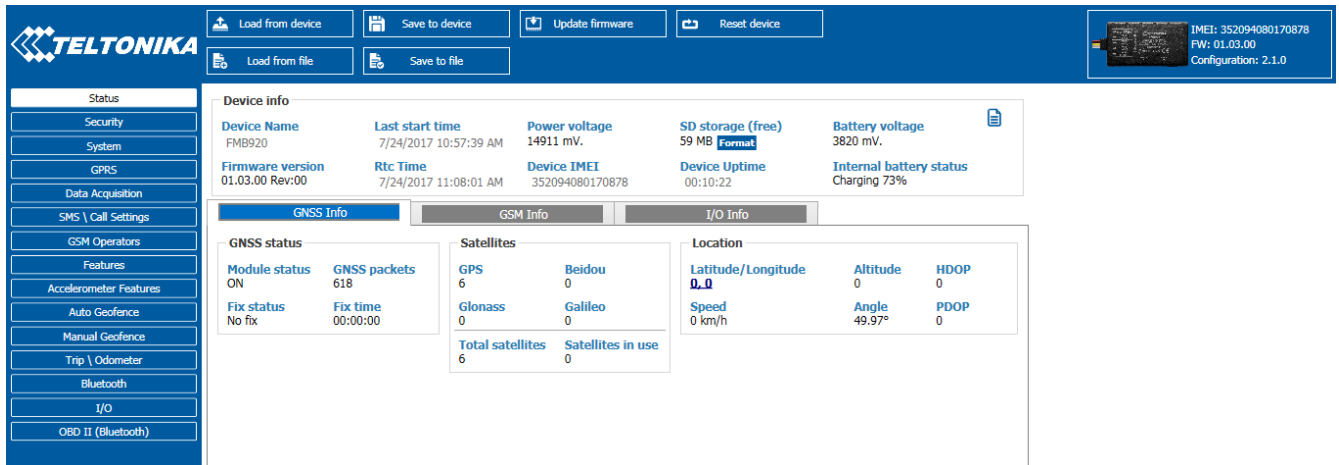 TELTONIKA
Load from device
Save to device
Update firmware
Reset device
Load from file
Save to file
IMEI: 352094080170878
FW: 01.03.00
Configuration: 2.1.0
Status
Security
System
GPRS
Data Acquisition
SMS \ Call Settings
GSM Operators
Features
Accelerometer Features
Auto Geofence
Manual Geofence
Trip \ Odometer
Bluetooth
I/O
OBD II (Bluetooth)
Device info
Device Name Last start time Power voltage SD storage (free) Battery voltage
FMB920 7/24/2017 10:57:39 AM 14911 mV. 59 MB Format 3820 mV.
Firmware version Rtc Time Device IMEI Device Uptime Internal battery status
01.03.00 Rev:00 7/24/2017 11:08:01 AM 352094080170878 00:10:22 Charging 73%
GNSS Info GSM Info I/O Info
GNSS status
Module status GNSS packets
ON 618
Fix status Fix time
No fix 00:00:00
Satellites
GPS Beidou
6 0
Glonass Galileo
0 0
Total satellites Satellites in use
6 0
Location
Latitude/Longitude Altitude HDOP
0, 0 0 0
Speed Angle PDOP
0 km/h 49.97° 0